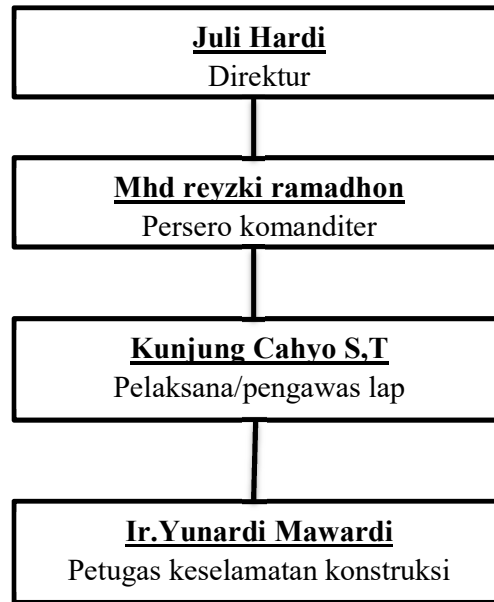 Juli Hardi
Direktur
Mhd reyzki ramadhon
Persero komanditer
Kunjung Cahyo S,T
Pelaksana/pengawas lap
Ir.Yunardi Mawardi
Petugas keselamatan konstruksi